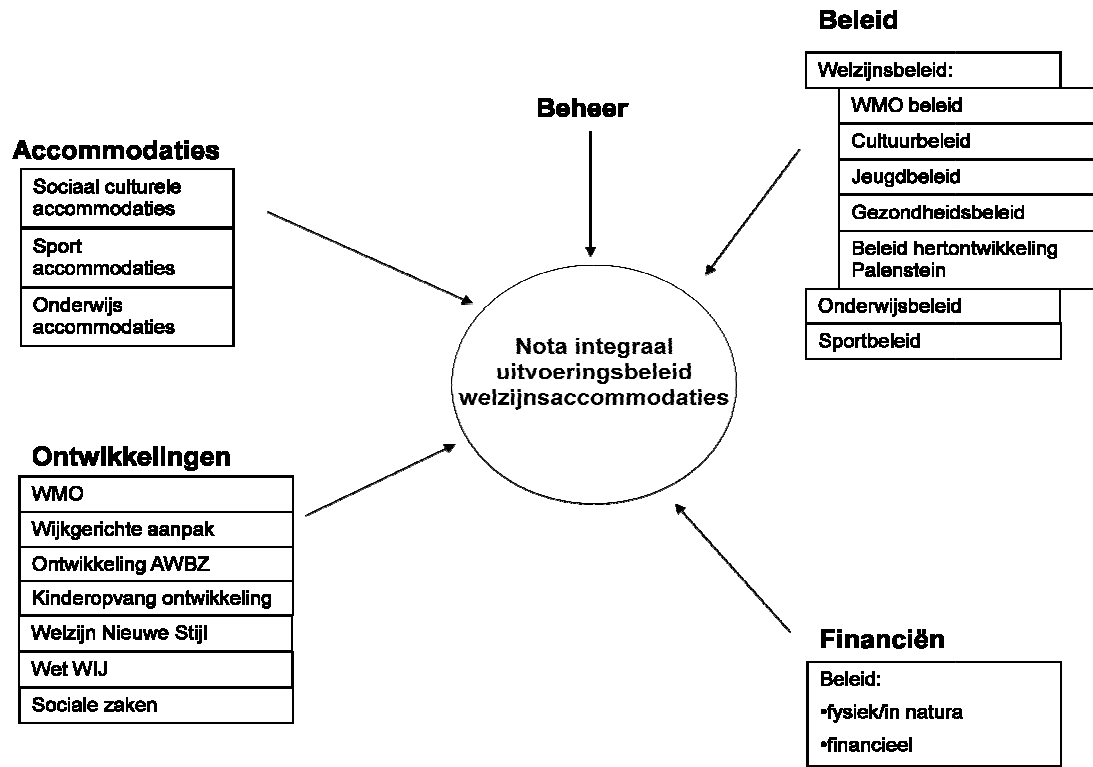 Beleid
Welzijnsbeleid:
WMO beleid
Cultuurbeleid
Jeugdbeleid
Gezondheidsbeleid
Beleid hertontwikkeling
Palenstein
Onderwijsbeleid
Sportbeleid
Beheer
Accommodaties
Sociaal culturele
accommodaties
Sport
accommodaties
Onderwijs
accommodaties
Nota integraal
uitvoeringsbeleid
welzijnsaccommodaties
Ontwikkelingen
WMO
Wijkgerichte aanpak
Ontwikkeling AWBZ
Kinderopvang ontwikkeling
Welzijn Nieuwe Stijl
Wet WIJ
Sociale zaken
Financiën
Beleid:
•fysiek/in natura
•financieel